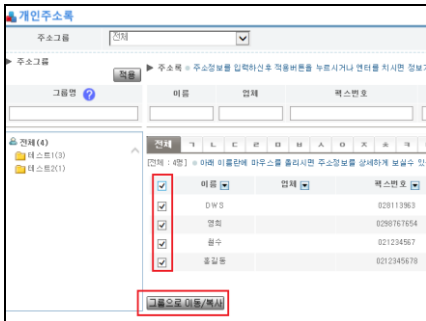 개인주소록
주소그룹 전체
▶ 주소그룹
적용
▶ 주소록 ※ 주소정보를 입력하신후 적용버튼을 누르시거나 엔터를 치시면 정보가
그룹명 ?
이름 업체 팩스번호
전체(4)
테스트1(3)
테스트2(1)
전체 ㄱ ㄴ ㄷ ㄹ ㅁ ㅂ ㅅ ㅇ ㅈ ㅊ ㅋ
[전체 : 4명] ※ 아래 이름란에 마우스를 올리시면 주소정보를 상세하게 보실수 있
이름 업체 팩스번호
DWS 028113963
영희 0298767654
철수 021234567
홍길동 0212345678
그룹으로 이동/복사